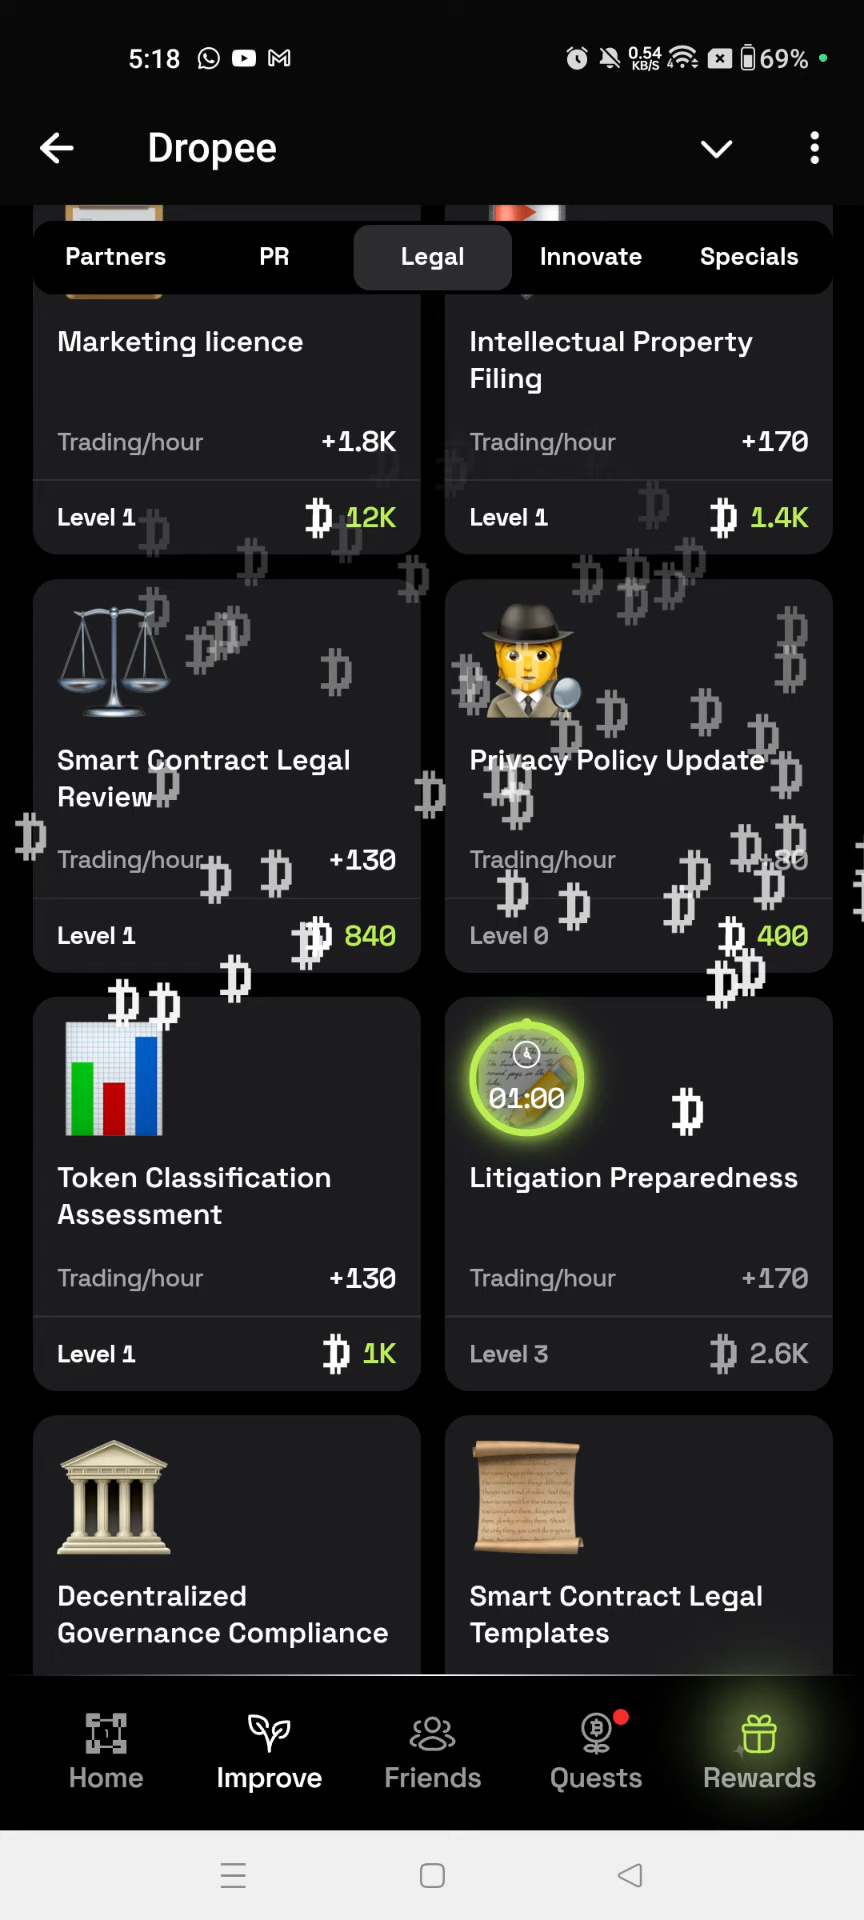 5:18
0.54
KB/S
4
69%
Dropee
Partners
PR
Legal
Innovate
Specials
Marketing licence
Trading/hour +1.8K
Level 1 12K
Intellectual Property
Filing
Trading/hour +170
Level 1 1.4K
Smart Contract Legal
Review
Trading/hour +130
Level 1 840
Privacy Policy Update
Trading/hour +80
Level 0 400
Token Classification
Assessment
Trading/hour +130
Level 1 1K
01:00
Litigation Preparedness
Trading/hour +170
Level 3 2.6K
Decentralized
Governance Compliance
Smart Contract Legal
Templates
Home
Improve
Friends
Quests
Rewards